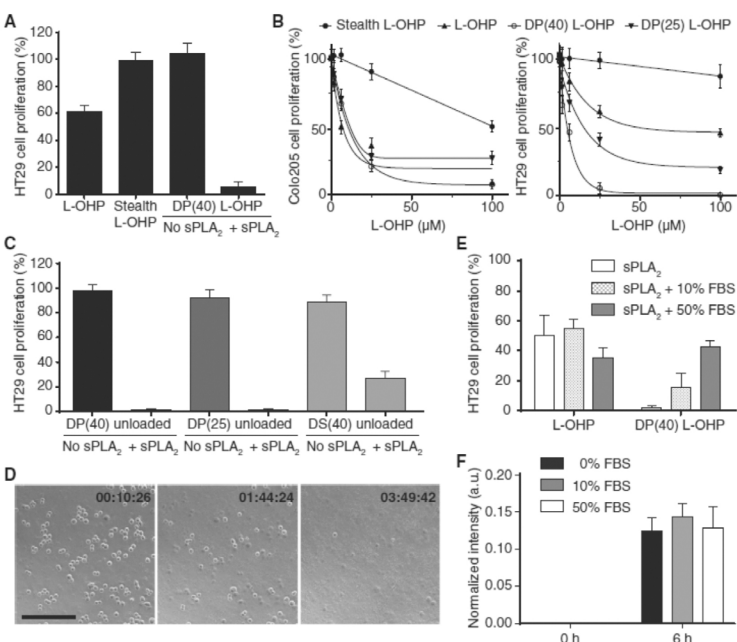 A
HT29 cell proliferation (%)
120
100
80
60
40
20
0
L-OHP
Stealth
L-OHP
DP(40) L-OHP
No sPLA₂ + sPLA₂
B
Stealth L-OHP L-OHP DP(40) L-OHP DP(25) L-OHP
Colo205 cell proliferation (%)
100
50
0
0 50 100
L-OHP (µM)
HT29 cell proliferation (%)
100
50
0
0 50 100
L-OHP (µM)
C
HT29 cell proliferation (%)
120
100
80
60
40
20
0
DP(40) unloaded DP(25) unloaded DS(40) unloaded
No sPLA₂ + sPLA₂ No sPLA₂ + sPLA₂ No sPLA₂ + sPLA₂
E
HT29 cell proliferation (%)
100
80
60
40
20
0
sPLA₂
sPLA₂ + 10% FBS
sPLA₂ + 50% FBS
L-OHP DP(40) L-OHP
D
00:10:26 01:44:24 03:49:42
F
Normalized intensity (a.u.)
0.20
0.15
0.10
0.05
0.00
0% FBS
10% FBS
50% FBS
0 h 6 h